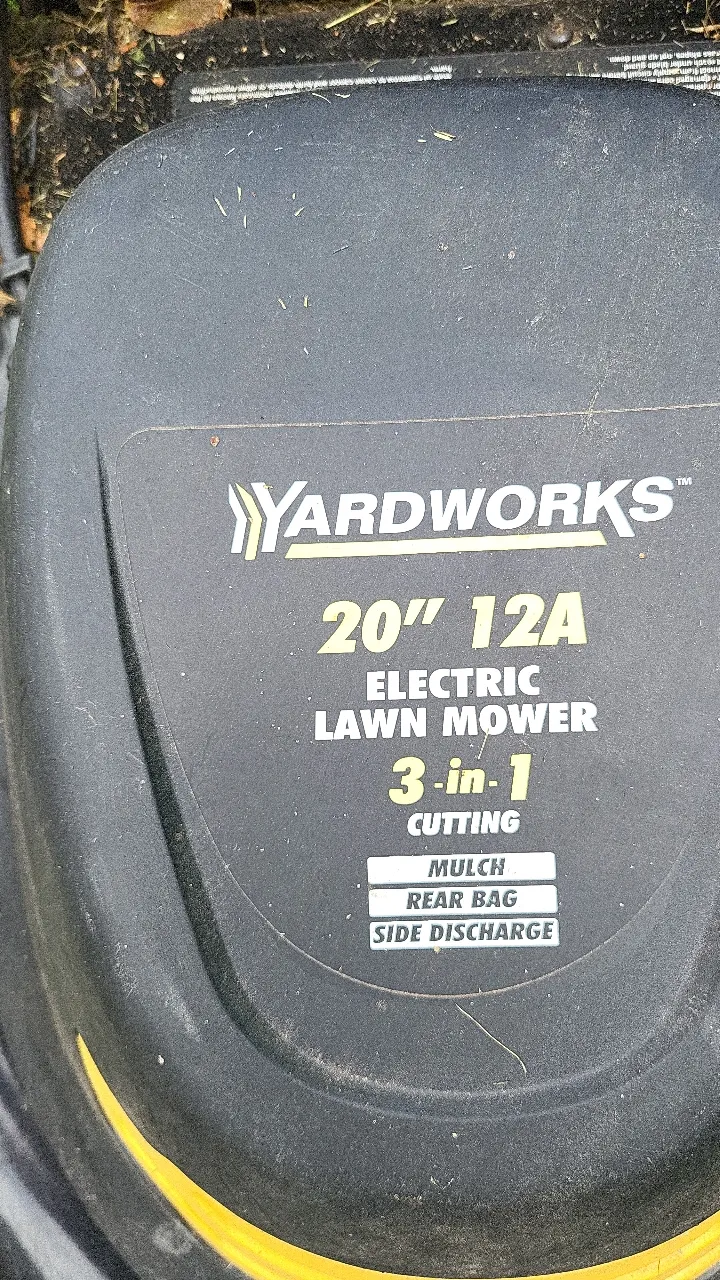 YARDWORKS™
20" 12A
ELECTRIC
LAWN MOWER
3-in-1
CUTTING
MULCH
REAR BAG
SIDE DISCHARGE